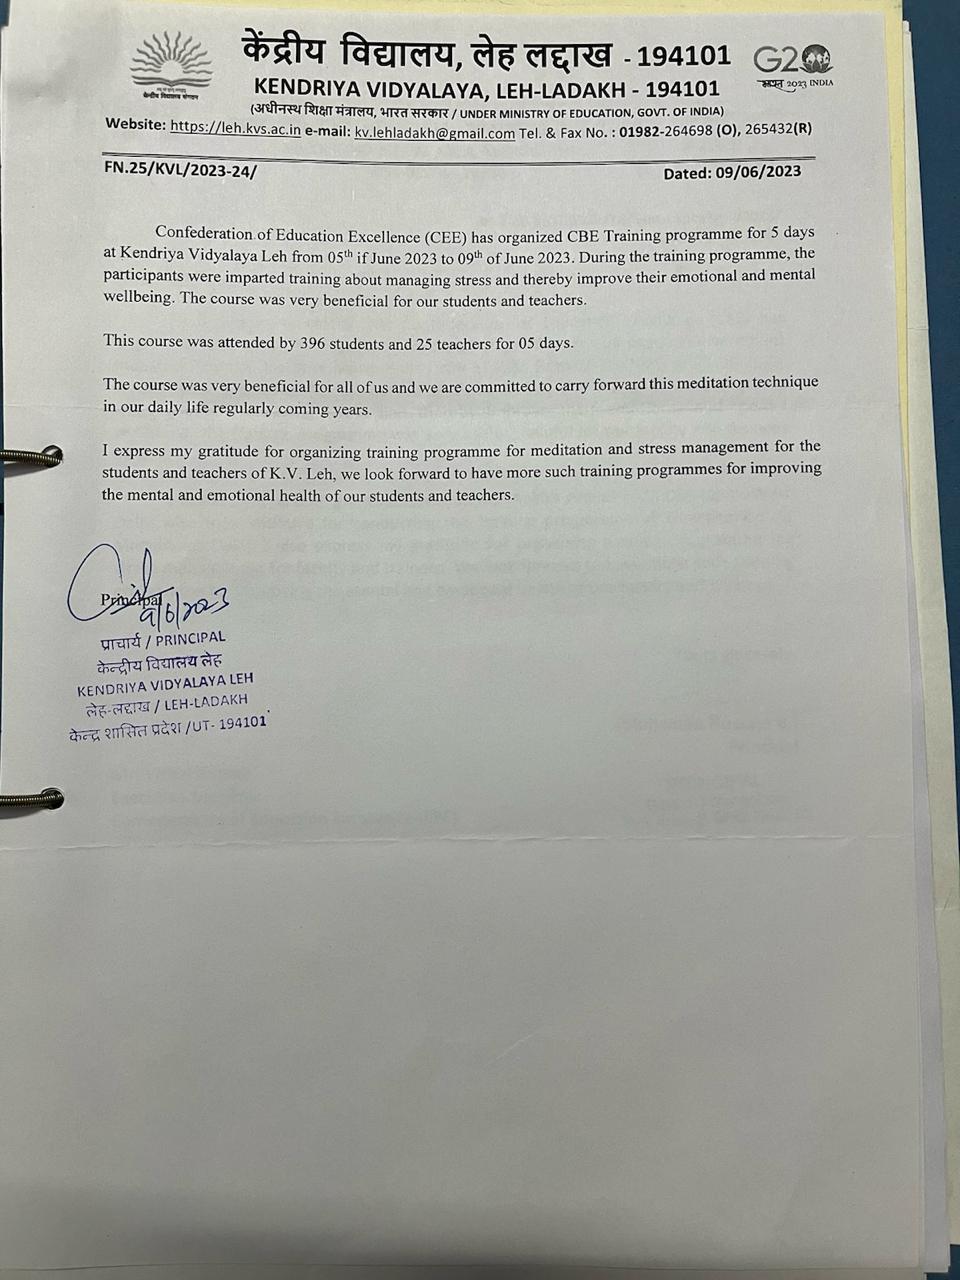 केंद्रीय विद्यालय, लेह लद्दाख - 194101
KENDRIYA VIDYALAYA, LEH-LADAKH - 194101
(अधीनस्थ शिक्षा मंत्रालय, भारत सरकार / UNDER MINISTRY OF EDUCATION, GOVT. OF INDIA)
Website: https://leh.kvs.ac.in e-mail: kv.lehladakh@gmail.com Tel. & Fax No. : 01982-264698 (O), 265432(R)
केन्द्रीय विद्यालय संगठन
G20
भारत 2023 INDIA
FN.25/KVL/2023-24/ Dated: 09/06/2023
Confederation of Education Excellence (CEE) has organized CBE Training programme for 5 days
at Kendriya Vidyalaya Leh from 05th if June 2023 to 09th of June 2023. During the training programme, the
participants were imparted training about managing stress and thereby improve their emotional and mental
wellbeing. The course was very beneficial for our students and teachers.
This course was attended by 396 students and 25 teachers for 05 days.
The course was very beneficial for all of us and we are committed to carry forward this meditation technique
in our daily life regularly coming years.
I express my gratitude for organizing training programme for meditation and stress management for the
students and teachers of K.V. Leh, we look forward to have more such training programmes for improving
the mental and emotional health of our students and teachers.
Principal
9/6/2023
प्राचार्य / PRINCIPAL
केन्द्रीय विद्यालय लेह
KENDRIYA VIDYALAYA LEH
लेह-लद्दाख / LEH-LADAKH
केन्द्र शासित प्रदेश /UT- 194101